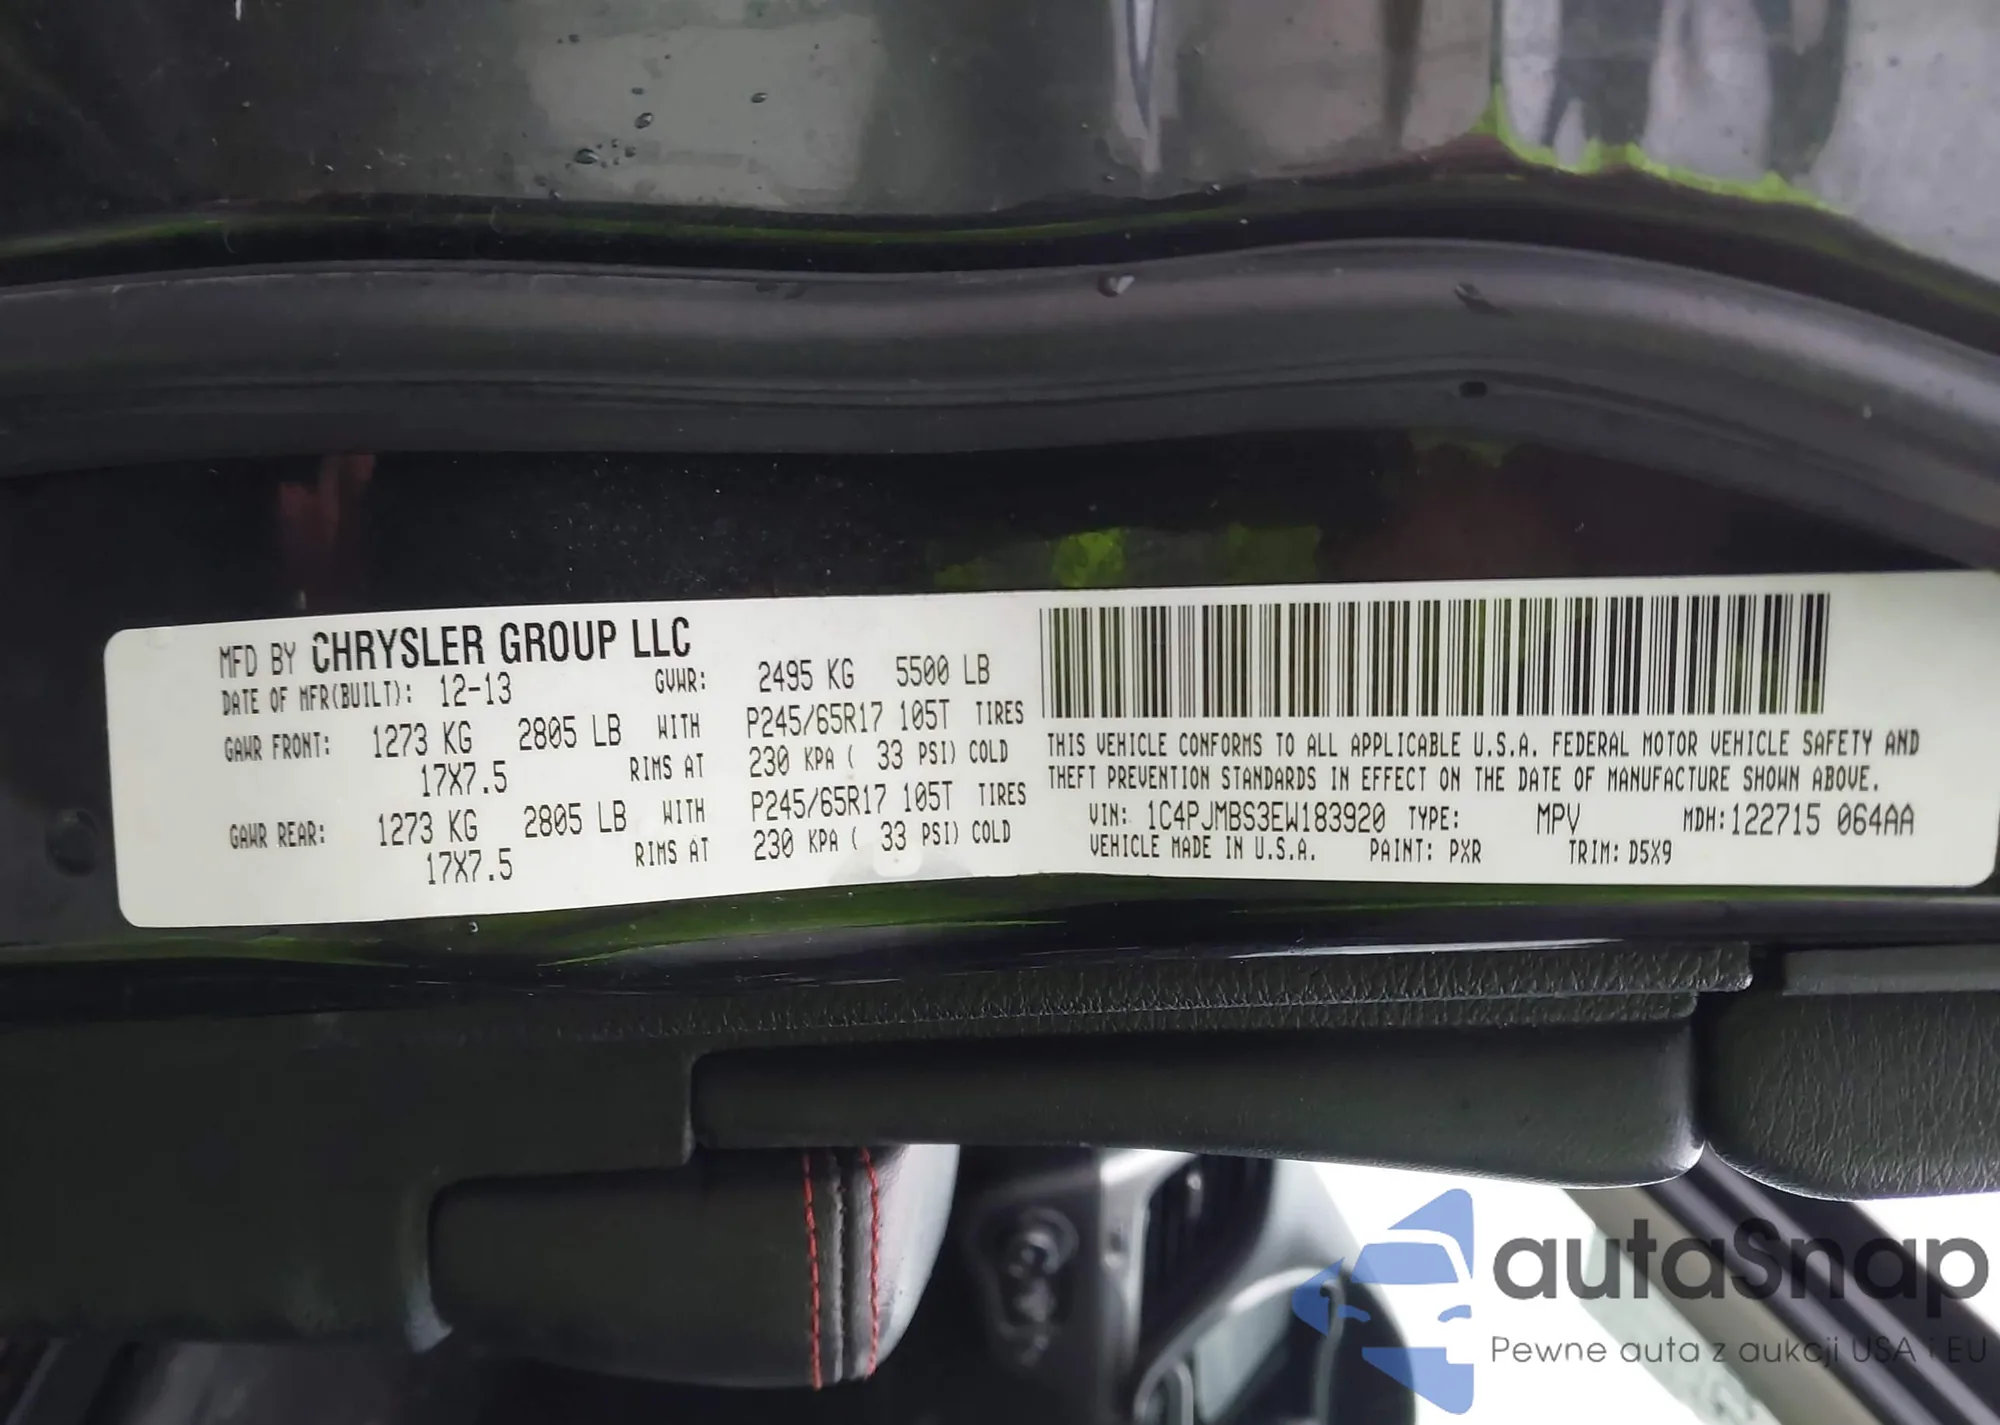 MFD BY CHRYSLER GROUP LLC
DATE OF MFR(BUILT): 12-13 GVWR: 2495 KG 5500 LB
GAWR FRONT: 1273 KG 2805 LB WITH P245/65R17 105T TIRES
17X7.5 RIMS AT 230 KPA ( 33 PSI) COLD
GAWR REAR: 1273 KG 2805 LB WITH P245/65R17 105T TIRES
17X7.5 RIMS AT 230 KPA ( 33 PSI) COLD
THIS VEHICLE CONFORMS TO ALL APPLICABLE U.S.A. FEDERAL MOTOR VEHICLE SAFETY AND
THEFT PREVENTION STANDARDS IN EFFECT ON THE DATE OF MANUFACTURE SHOWN ABOVE.
VIN: 1C4PJMBS3EW183920 TYPE: MPV MDH:122715 064AA
VEHICLE MADE IN U.S.A. PAINT: PXR TRIM: D5X9
autaSnap
Pewne auta z aukcji USA i EU